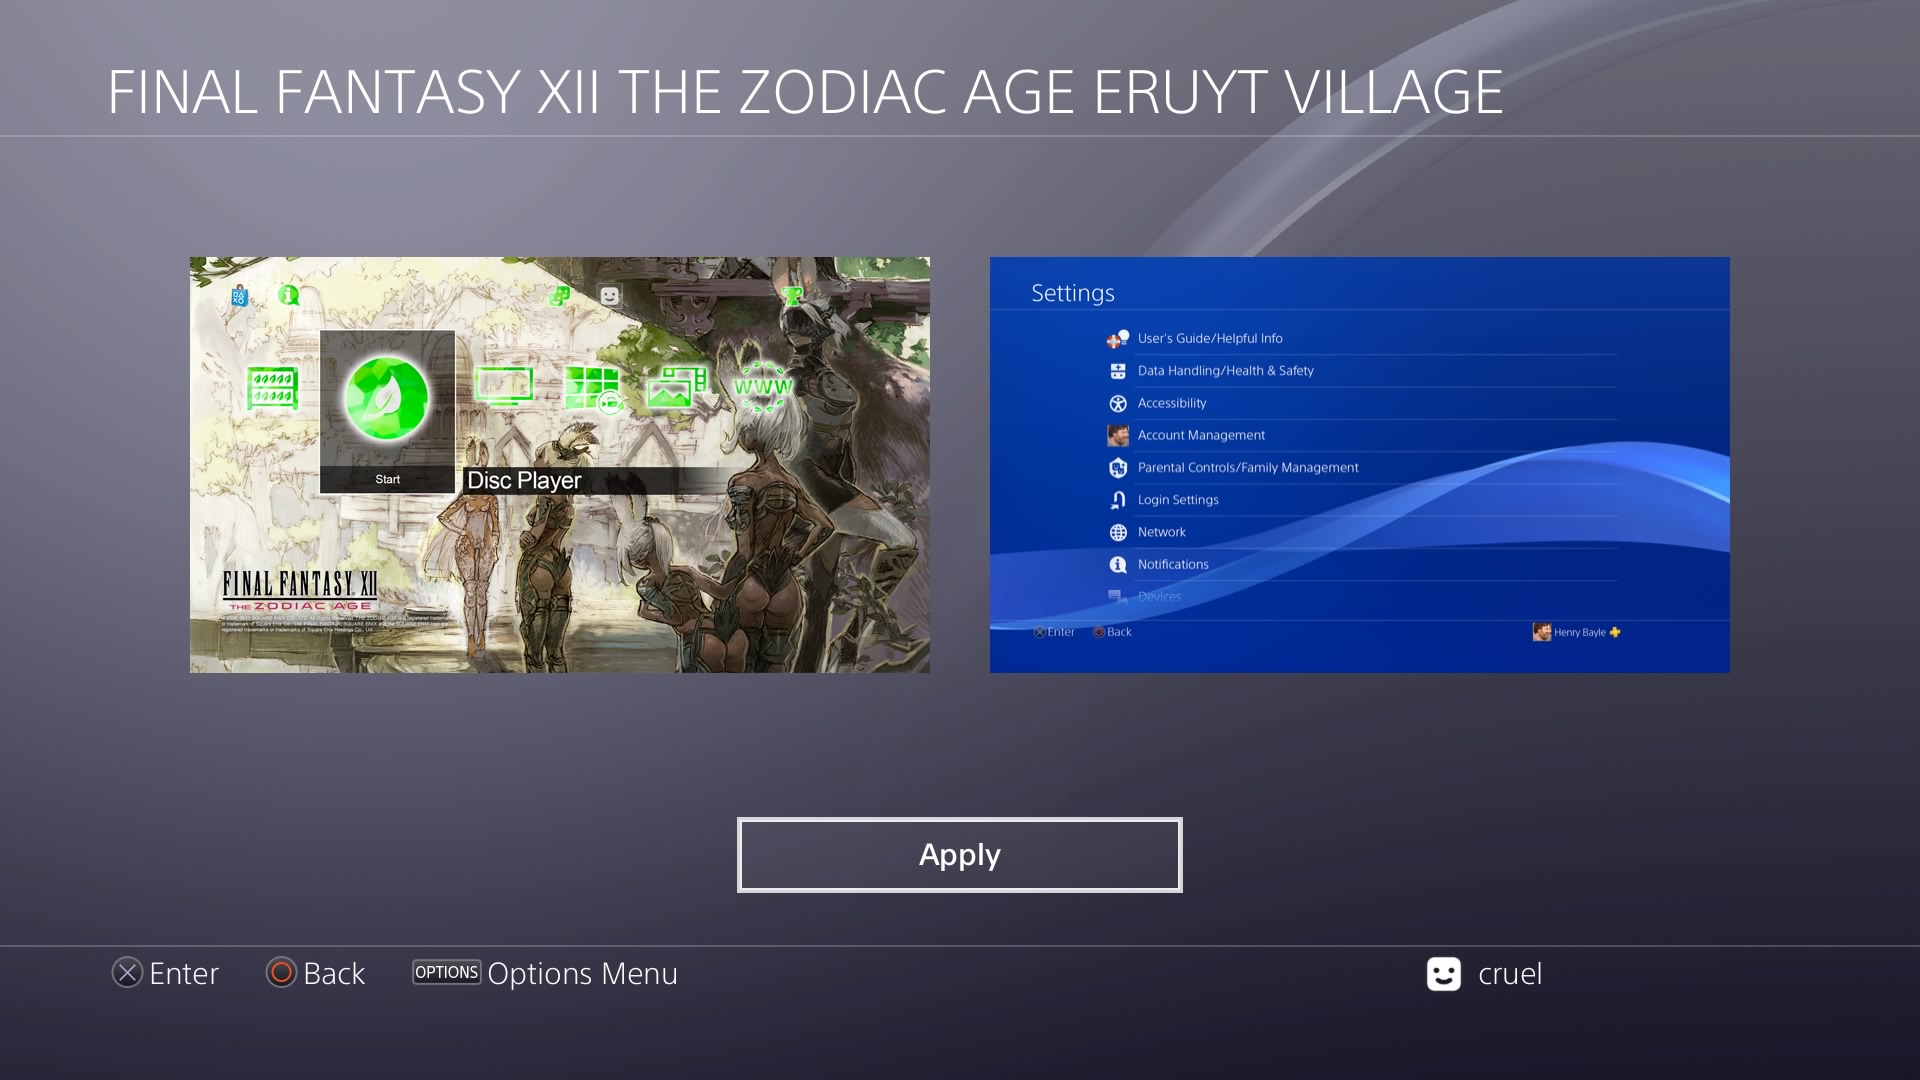 FINAL FANTASY XII THE ZODIAC AGE ERUYT VILLAGE
WWW
Start
Disc Player
FINAL FANTASY XII
THE ZODIAC AGE
Settings
User's Guide/Helpful Info
Data Handling/Health & Safety
Accessibility
Account Management
Parental Controls/Family Management
Login Settings
Network
Notifications
Devices
Enter
Back
Henry Bayle
Apply
Enter
Back
OPTIONS Options Menu
cruel